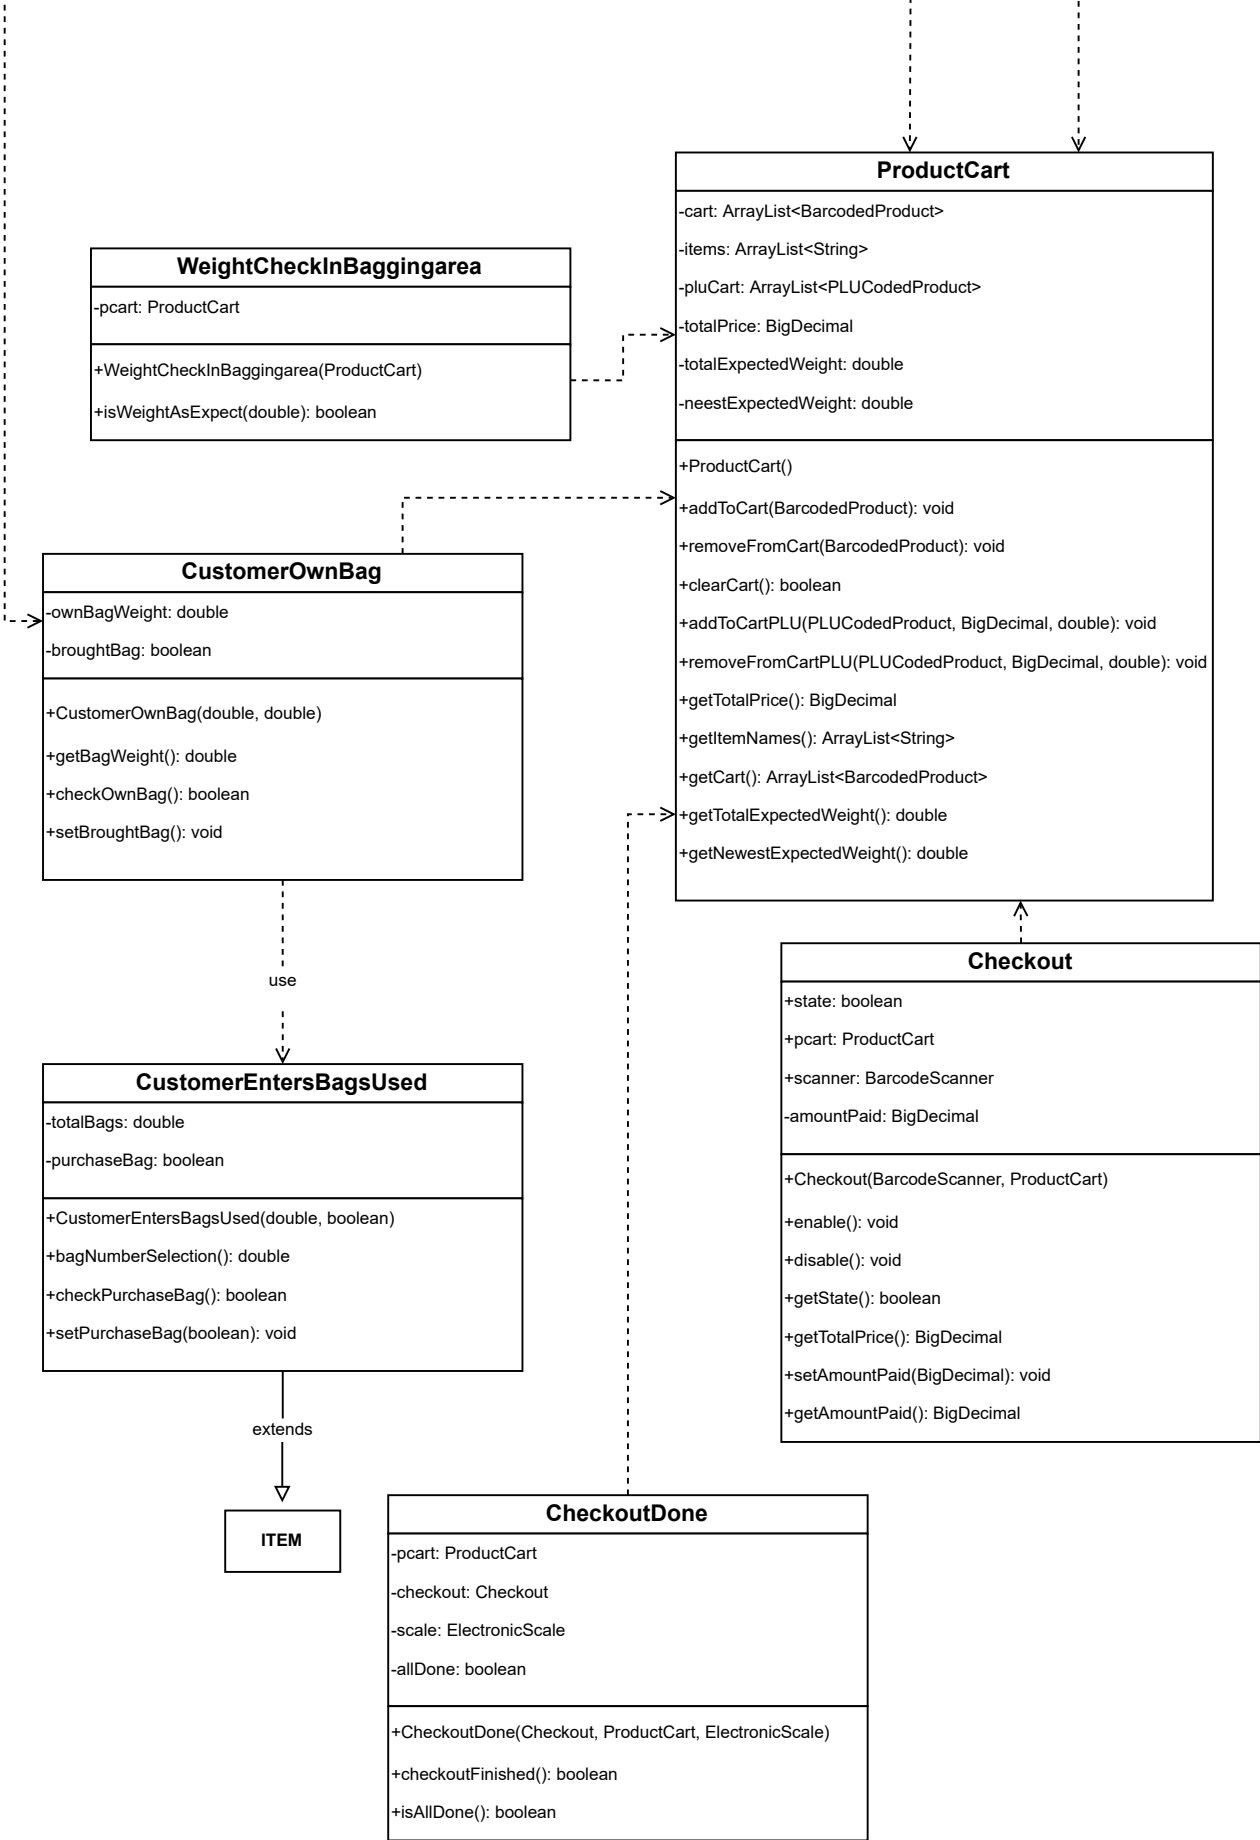 ProductCart
-cart: ArrayList<BarcodedProduct>
-items: ArrayList<String>
-pluCart: ArrayList<PLUCodedProduct>
-totalPrice: BigDecimal
-totalExpectedWeight: double
-neestExpectedWeight: double
+ProductCart()
+addToCart(BarcodedProduct): void
+removeFromCart(BarcodedProduct): void
+clearCart(): boolean
+addToCartPLU(PLUCodedProduct, BigDecimal, double): void
+removeFromCartPLU(PLUCodedProduct, BigDecimal, double): void
+getTotalPrice(): BigDecimal
+getItemNames(): ArrayList<String>
+getCart(): ArrayList<BarcodedProduct>
+getTotalExpectedWeight(): double
+getNewestExpectedWeight(): double
WeightCheckInBaggingarea
-pcart: ProductCart
+WeightCheckInBaggingarea(ProductCart)
+isWeightAsExpect(double): boolean
CustomerOwnBag
-ownBagWeight: double
-broughtBag: boolean
+CustomerOwnBag(double, double)
+getBagWeight(): double
+checkOwnBag(): boolean
+setBroughtBag(): void
use
CustomerEntersBagsUsed
-totalBags: double
-purchaseBag: boolean
+CustomerEntersBagsUsed(double, boolean)
+bagNumberSelection(): double
+checkPurchaseBag(): boolean
+setPurchaseBag(boolean): void
extends
ITEM
Checkout
+state: boolean
+pcart: ProductCart
+scanner: BarcodeScanner
-amountPaid: BigDecimal
+Checkout(BarcodeScanner, ProductCart)
+enable(): void
+disable(): void
+getState(): boolean
+getTotalPrice(): BigDecimal
+setAmountPaid(BigDecimal): void
+getAmountPaid(): BigDecimal
CheckoutDone
-pcart: ProductCart
-checkout: Checkout
-scale: ElectronicScale
-allDone: boolean
+CheckoutDone(Checkout, ProductCart, ElectronicScale)
+checkoutFinished(): boolean
+isAllDone(): boolean